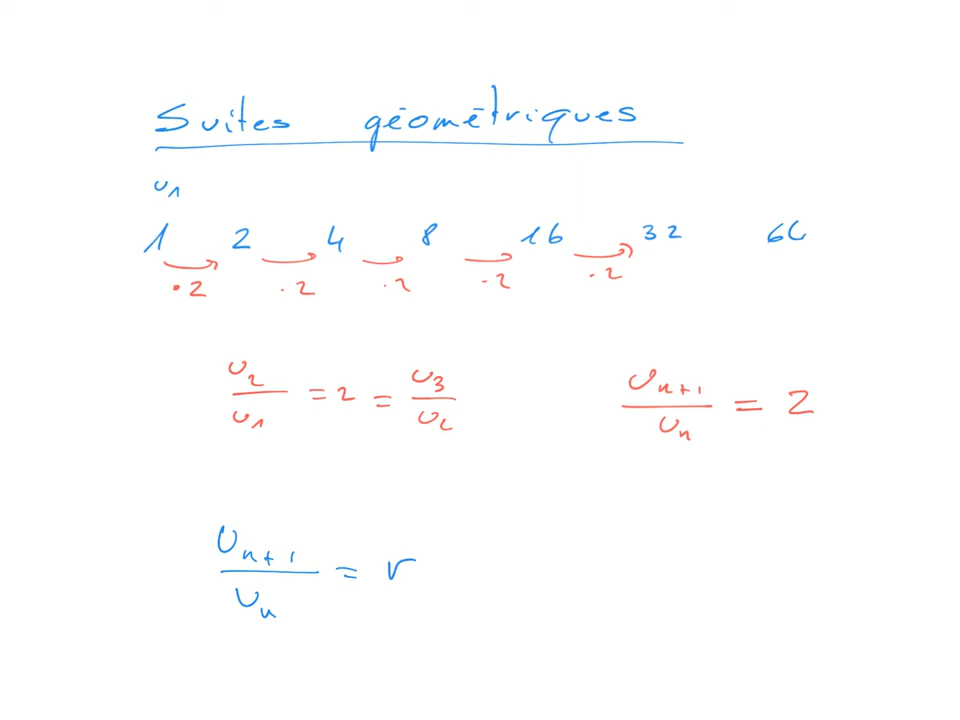 Suites géométriques
u₁
1 2 4 8 16 32 64
·2 ·2 ·2 ·2 ·2
u₂/u₁ = 2 = u₃/u₂
uₙ₊₁/uₙ = 2
uₙ₊₁/uₙ = r